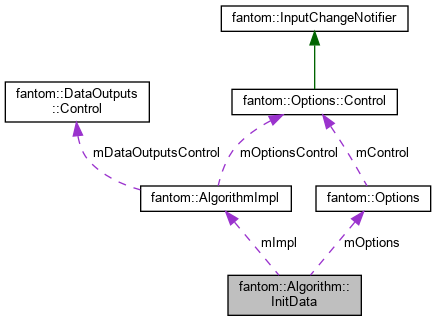 fantom::InputChangeNotifier
fantom::DataOutputs
::Control
fantom::Options::Control
mDataOutputsControl
mOptionsControl
mControl
fantom::AlgorithmImpl
fantom::Options
mImpl
mOptions
fantom::Algorithm::
InitData